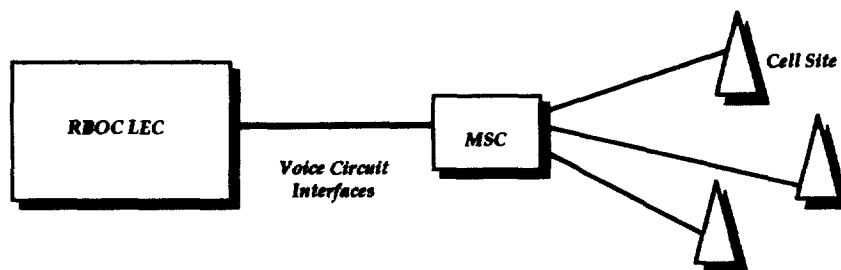 Cell Site
RBOC LEC
MSC
Voice Circuit
Interfaces